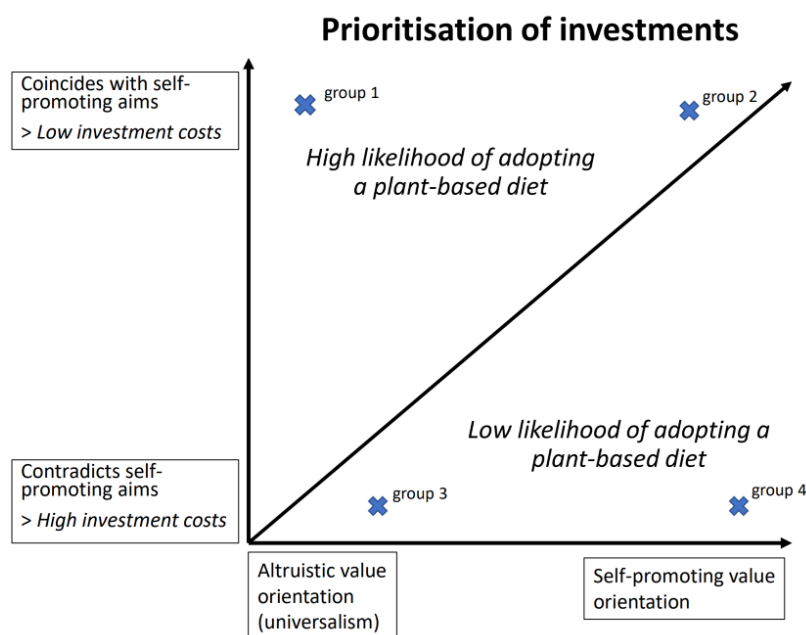 Prioritisation of investments
Coincides with self-
promoting aims
> Low investment costs
group 1
group 2
High likelihood of adopting
a plant-based diet
Low likelihood of adopting a
plant-based diet
Contradicts self-
promoting aims
> High investment costs
group 3
group 4
Altruistic value
orientation
(universalism)
Self-promoting value
orientation